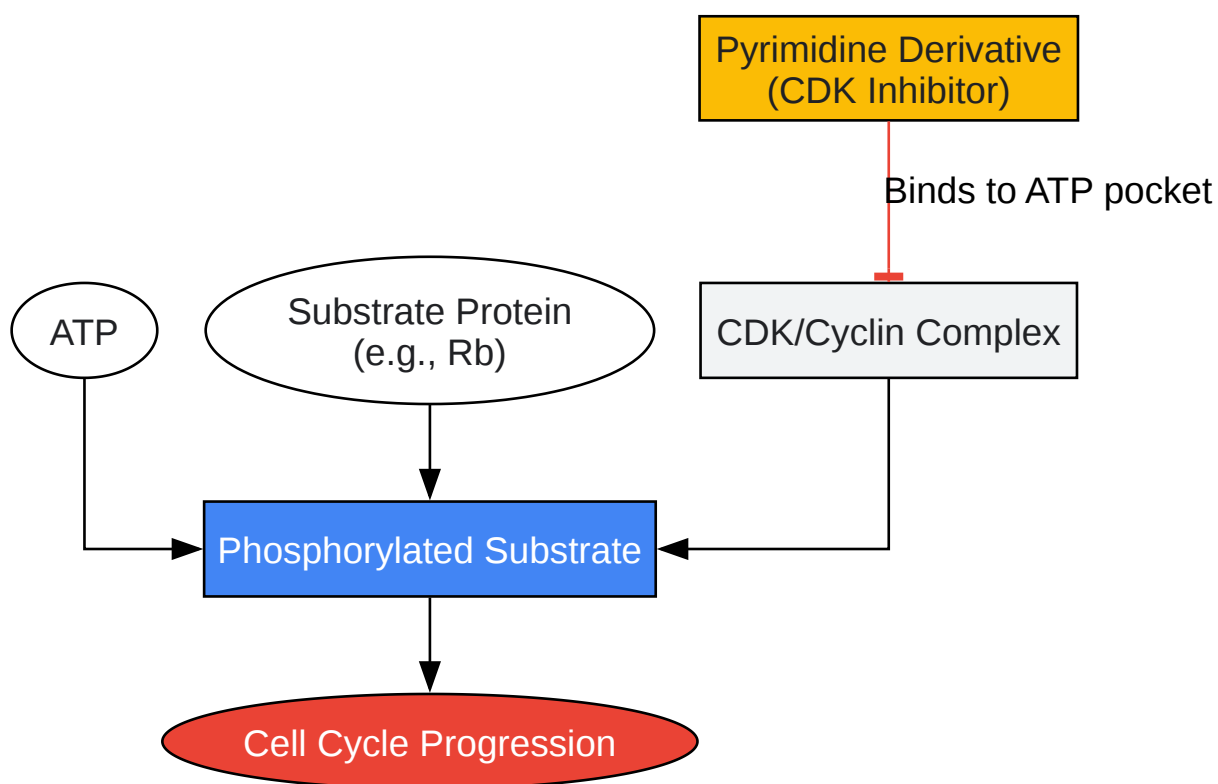 Pyrimidine Derivative
(CDK Inhibitor)
Binds to ATP pocket
ATP
Substrate Protein
(e.g., Rb)
CDK/Cyclin Complex
Phosphorylated Substrate
Cell Cycle Progression